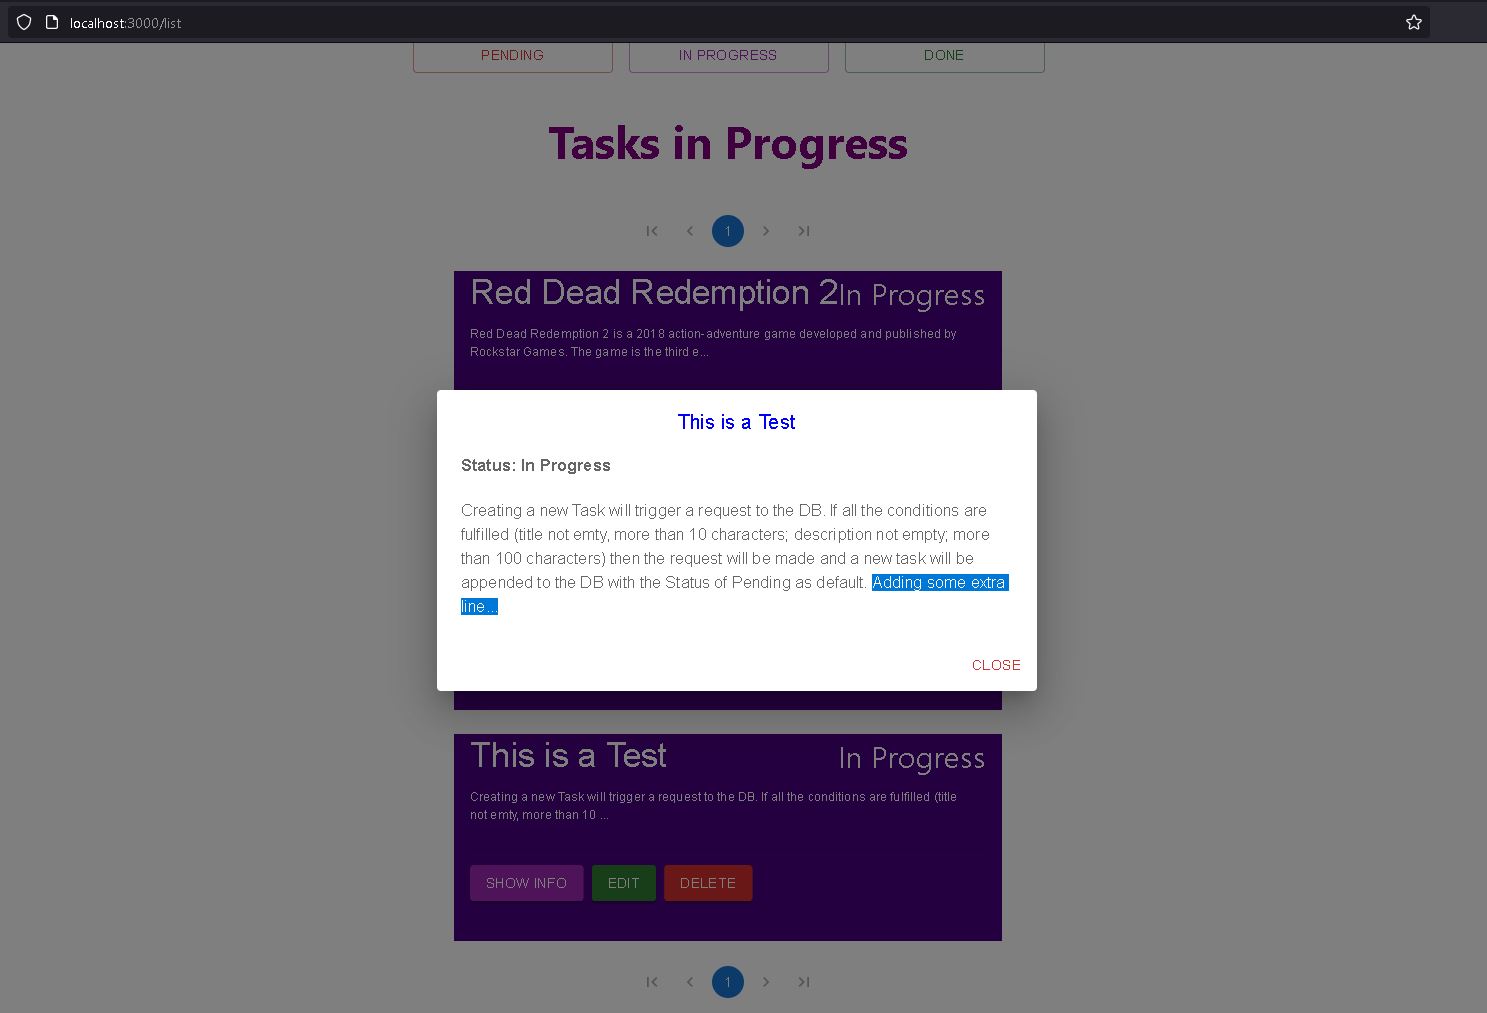 localhost:3000/list
PENDING IN PROGRESS DONE
Tasks in Progress
1
Red Dead Redemption 2 In Progress
Red Dead Redemption 2 is a 2018 action-adventure game developed and published by
Rockstar Games. The game is the third e...
This is a Test
Status: In Progress
Creating a new Task will trigger a request to the DB. If all the conditions are
fulfilled (title not emty, more than 10 characters; description not empty; more
than 100 characters) then the request will be made and a new task will be
appended to the DB with the Status of Pending as default. Adding some extra
line...
CLOSE
This is a Test In Progress
Creating a new Task will trigger a request to the DB. If all the conditions are fulfilled (title
not emty, more than 10 ...
SHOW INFO EDIT DELETE
1